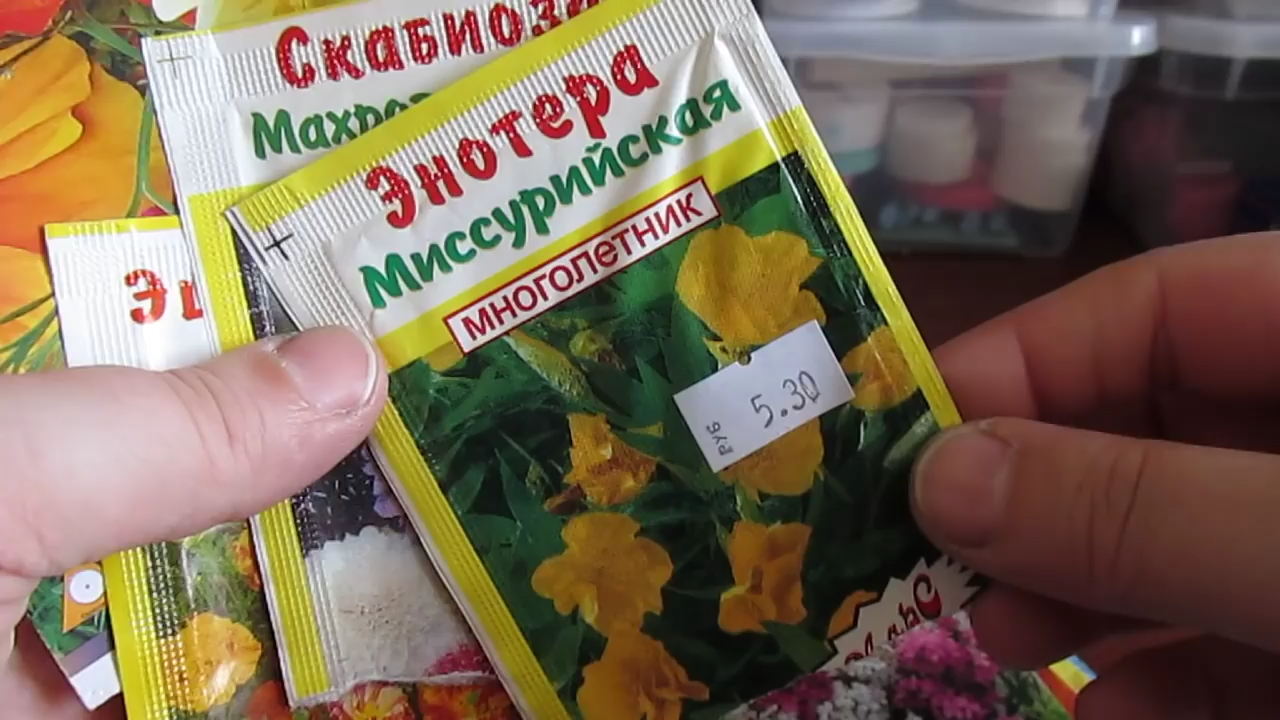 Скабиоза
Энотера
Миссурийская
многолетник
5.30
РУБ